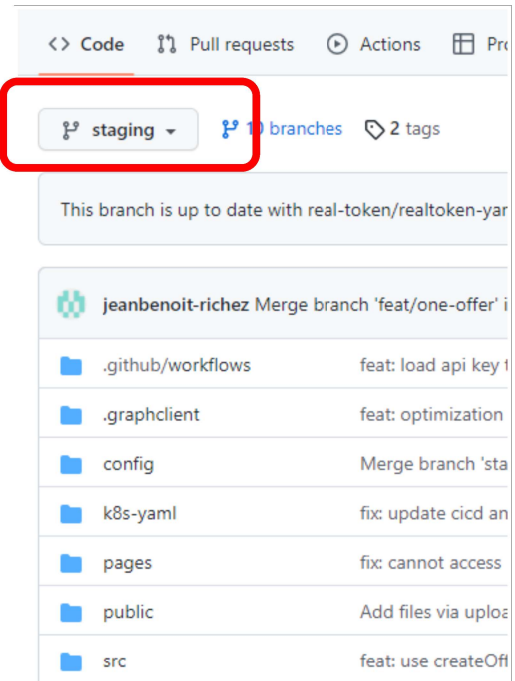 <> Code Pull requests Actions Pro
staging 10 branches 2 tags
This branch is up to date with real-token/realtoken-yar
jeanbenoit-richez Merge branch 'feat/one-offer' i
.github/workflows feat: load api key t
.graphclient feat: optimization
config Merge branch 'sta
k8s-yaml fix: update cicd an
pages fix: cannot access
public Add files via uploa
src feat: use createOff